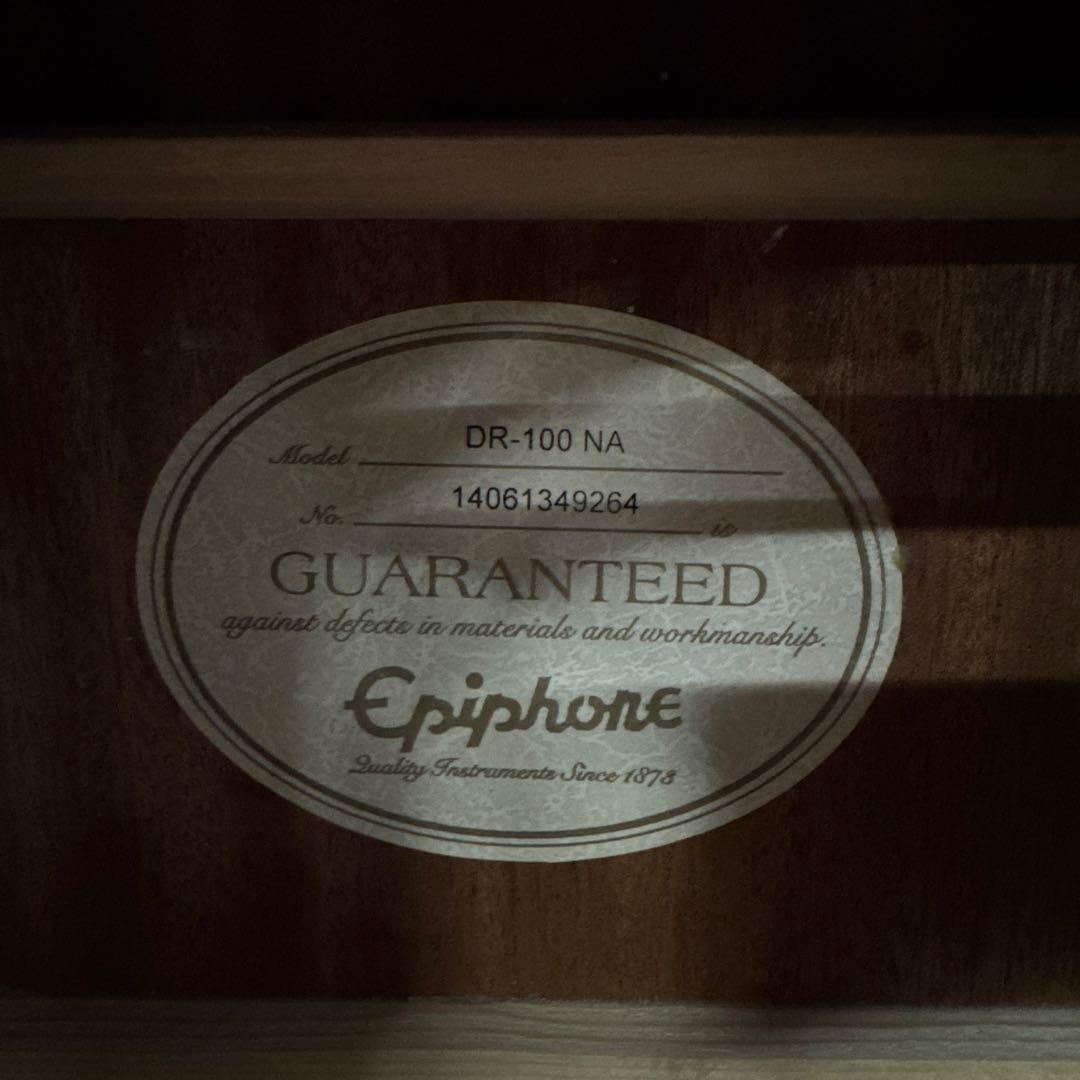 Model DR-100 NA
No. 14061349264 is
GUARANTEED
against defects in materials and workmanship.
Epiphone
Quality Instruments Since 1873